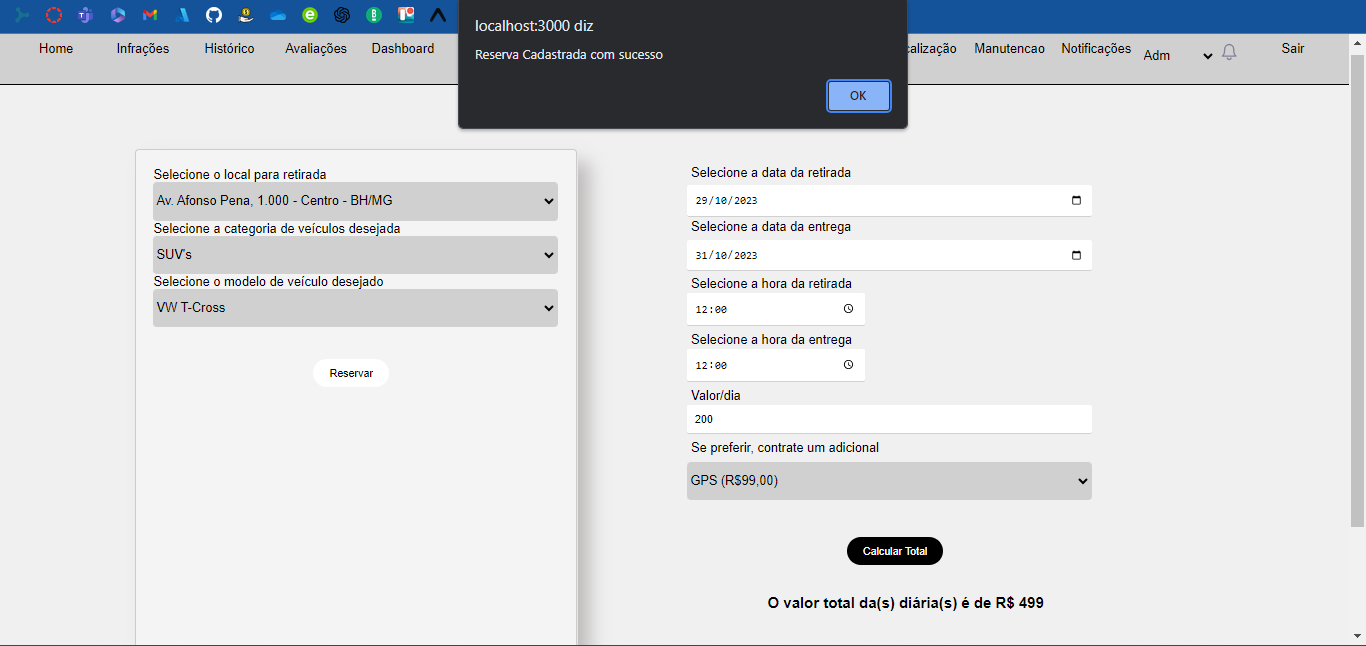 localhost:3000 diz
Reserva Cadastrada com sucesso
OK
Home Infrações Histórico Avaliações Dashboard calização Manutencao Notificações Adm Sair
Selecione o local para retirada
Av. Afonso Pena, 1.000 - Centro - BH/MG
Selecione a categoria de veículos desejada
SUV's
Selecione o modelo de veículo desejado
VW T-Cross
Reservar
Selecione a data da retirada
29/10/2023
Selecione a data da entrega
31/10/2023
Selecione a hora da retirada
12:00
Selecione a hora da entrega
12:00
Valor/dia
200
Se preferir, contrate um adicional
GPS (R$99,00)
Calcular Total
O valor total da(s) diária(s) é de R$ 499